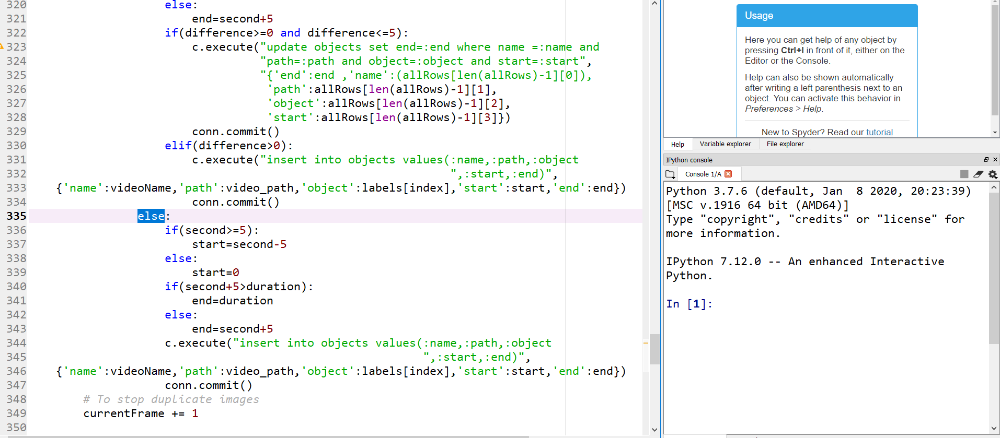 320                     else:
321                         end=second+5
322                     if(difference>=0 and difference<=5):
323                         c.execute("update objects set end=:end where name =:name and
324                                   "path=:path and object=:object and start=:start",
325                                   "{'end':end ,'name':(allRows[len(allRows)-1][0]),
326                                    'path':allRows[len(allRows)-1][1],
327                                    'object':allRows[len(allRows)-1][2],
328                                    'start':allRows[len(allRows)-1][3]})
329                         conn.commit()
330                     elif(difference>0):
331                         c.execute("insert into objects values(:name,:path,:object
332                                                               ",:start,:end)",
333     {'name':videoName,'path':video_path,'object':labels[index],'start':start,'end':end})
334                         conn.commit()
335                 else:
336                     if(second>=5):
337                         start=second-5
338                     else:
339                         start=0
340                     if(second+5>duration):
341                         end=duration
342                     else:
343                         end=second+5
344                     c.execute("insert into objects values(:name,:path,:object
345                                                           ",:start,:end)",
346     {'name':videoName,'path':video_path,'object':labels[index],'start':start,'end':end})
347                     conn.commit()
348         # To stop duplicate images
349         currentFrame += 1
350
Usage
Here you can get help of any object by
pressing Ctrl+I in front of it, either on the
Editor or the Console.
Help can also be shown automatically
after writing a left parenthesis next to an
object. You can activate this behavior in
Preferences > Help.
New to Spyder? Read our tutorial
Help Variable explorer File explorer
IPython console
Console 1/A
Python 3.7.6 (default, Jan  8 2020, 20:23:39)
[MSC v.1916 64 bit (AMD64)]
Type "copyright", "credits" or "license" for
more information.
IPython 7.12.0 -- An enhanced Interactive
Python.
In [1]: